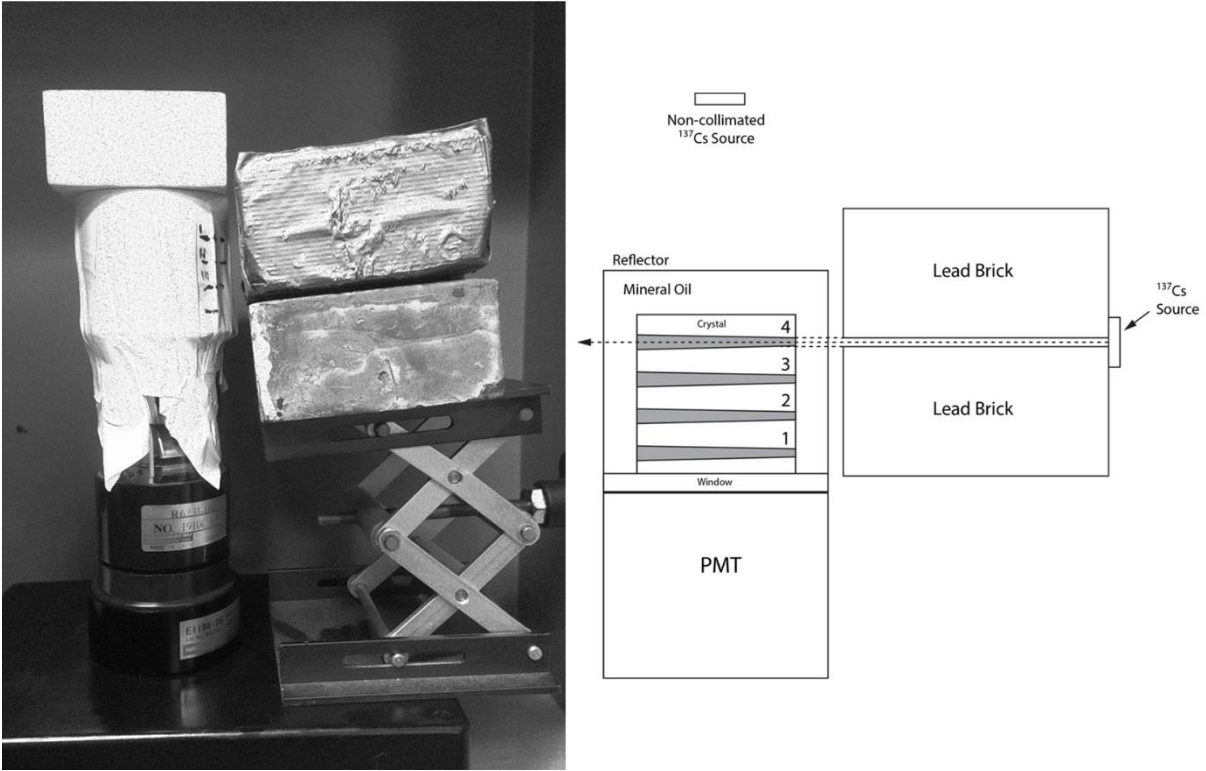 NO. 1910C
Non-collimated
¹³⁷Cs Source
Reflector
Mineral Oil
Crystal
4
3
2
1
Window
PMT
Lead Brick
Lead Brick
¹³⁷Cs
Source